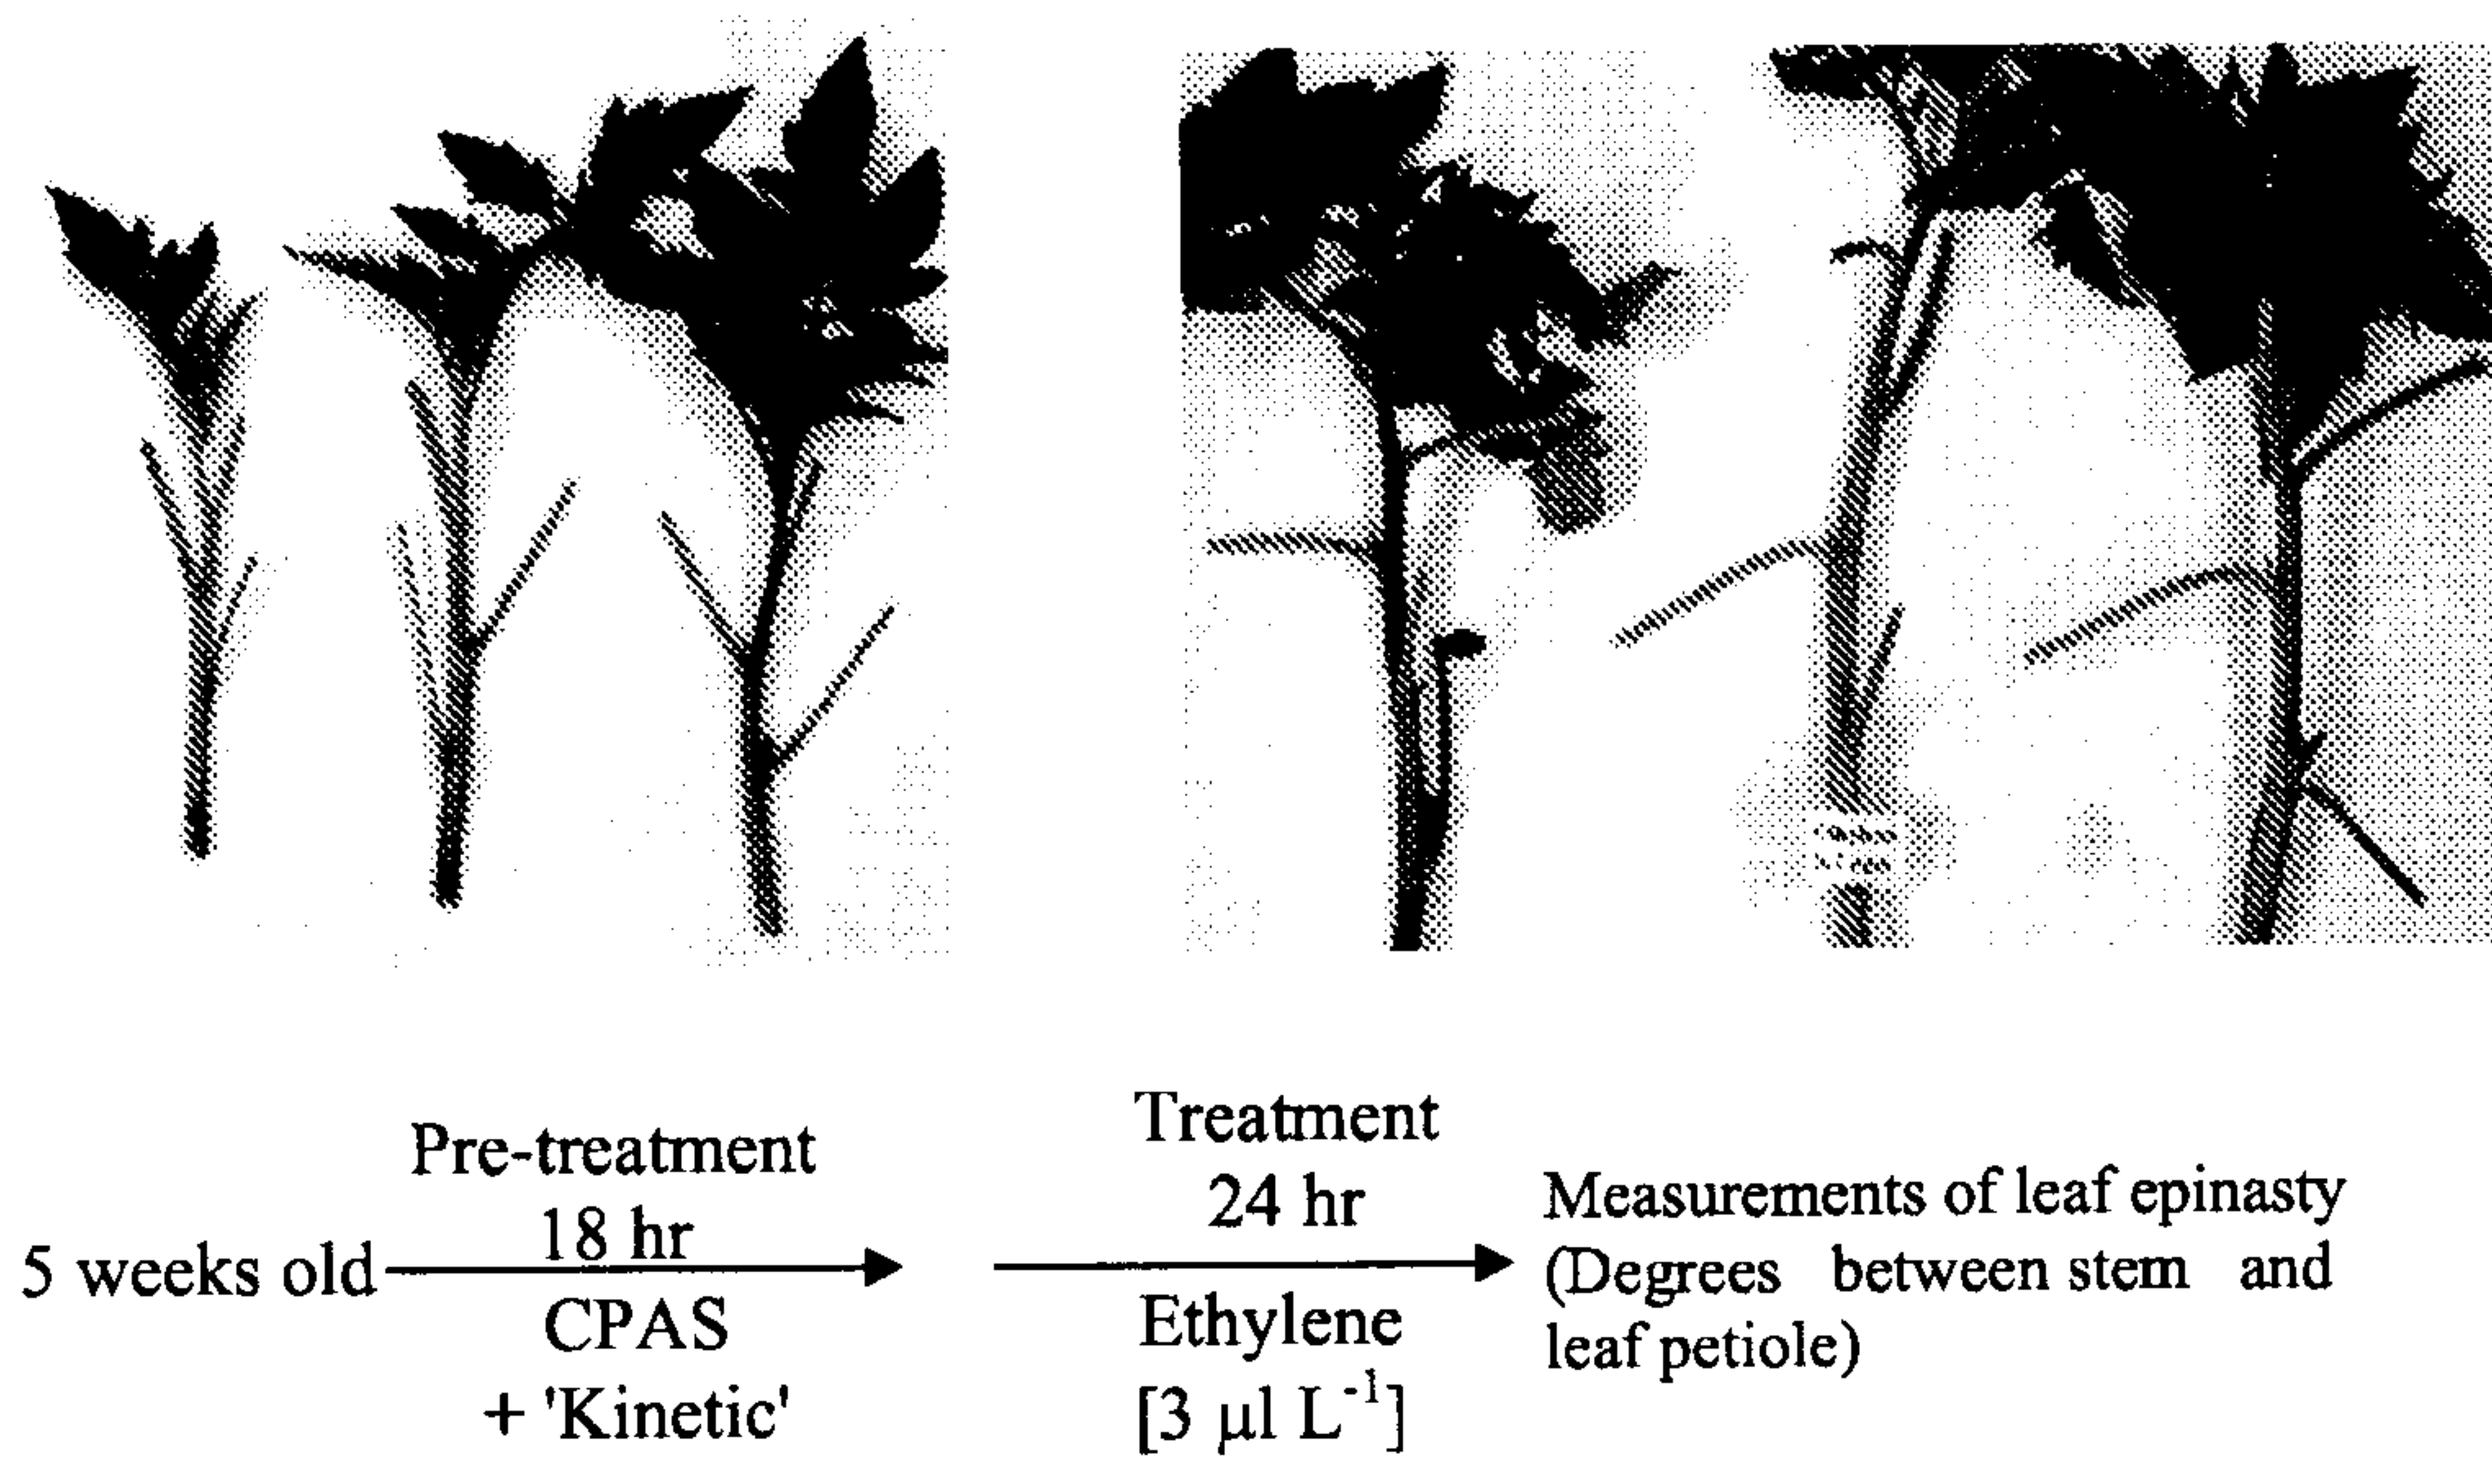 5 weeks old
Pre-treatment
18 hr
CPAS
+ 'Kinetic'
Treatment
24 hr
Ethylene
[3 µl L⁻¹]
Measurements of leaf epinasty
(Degrees between stem and
leaf petiole)